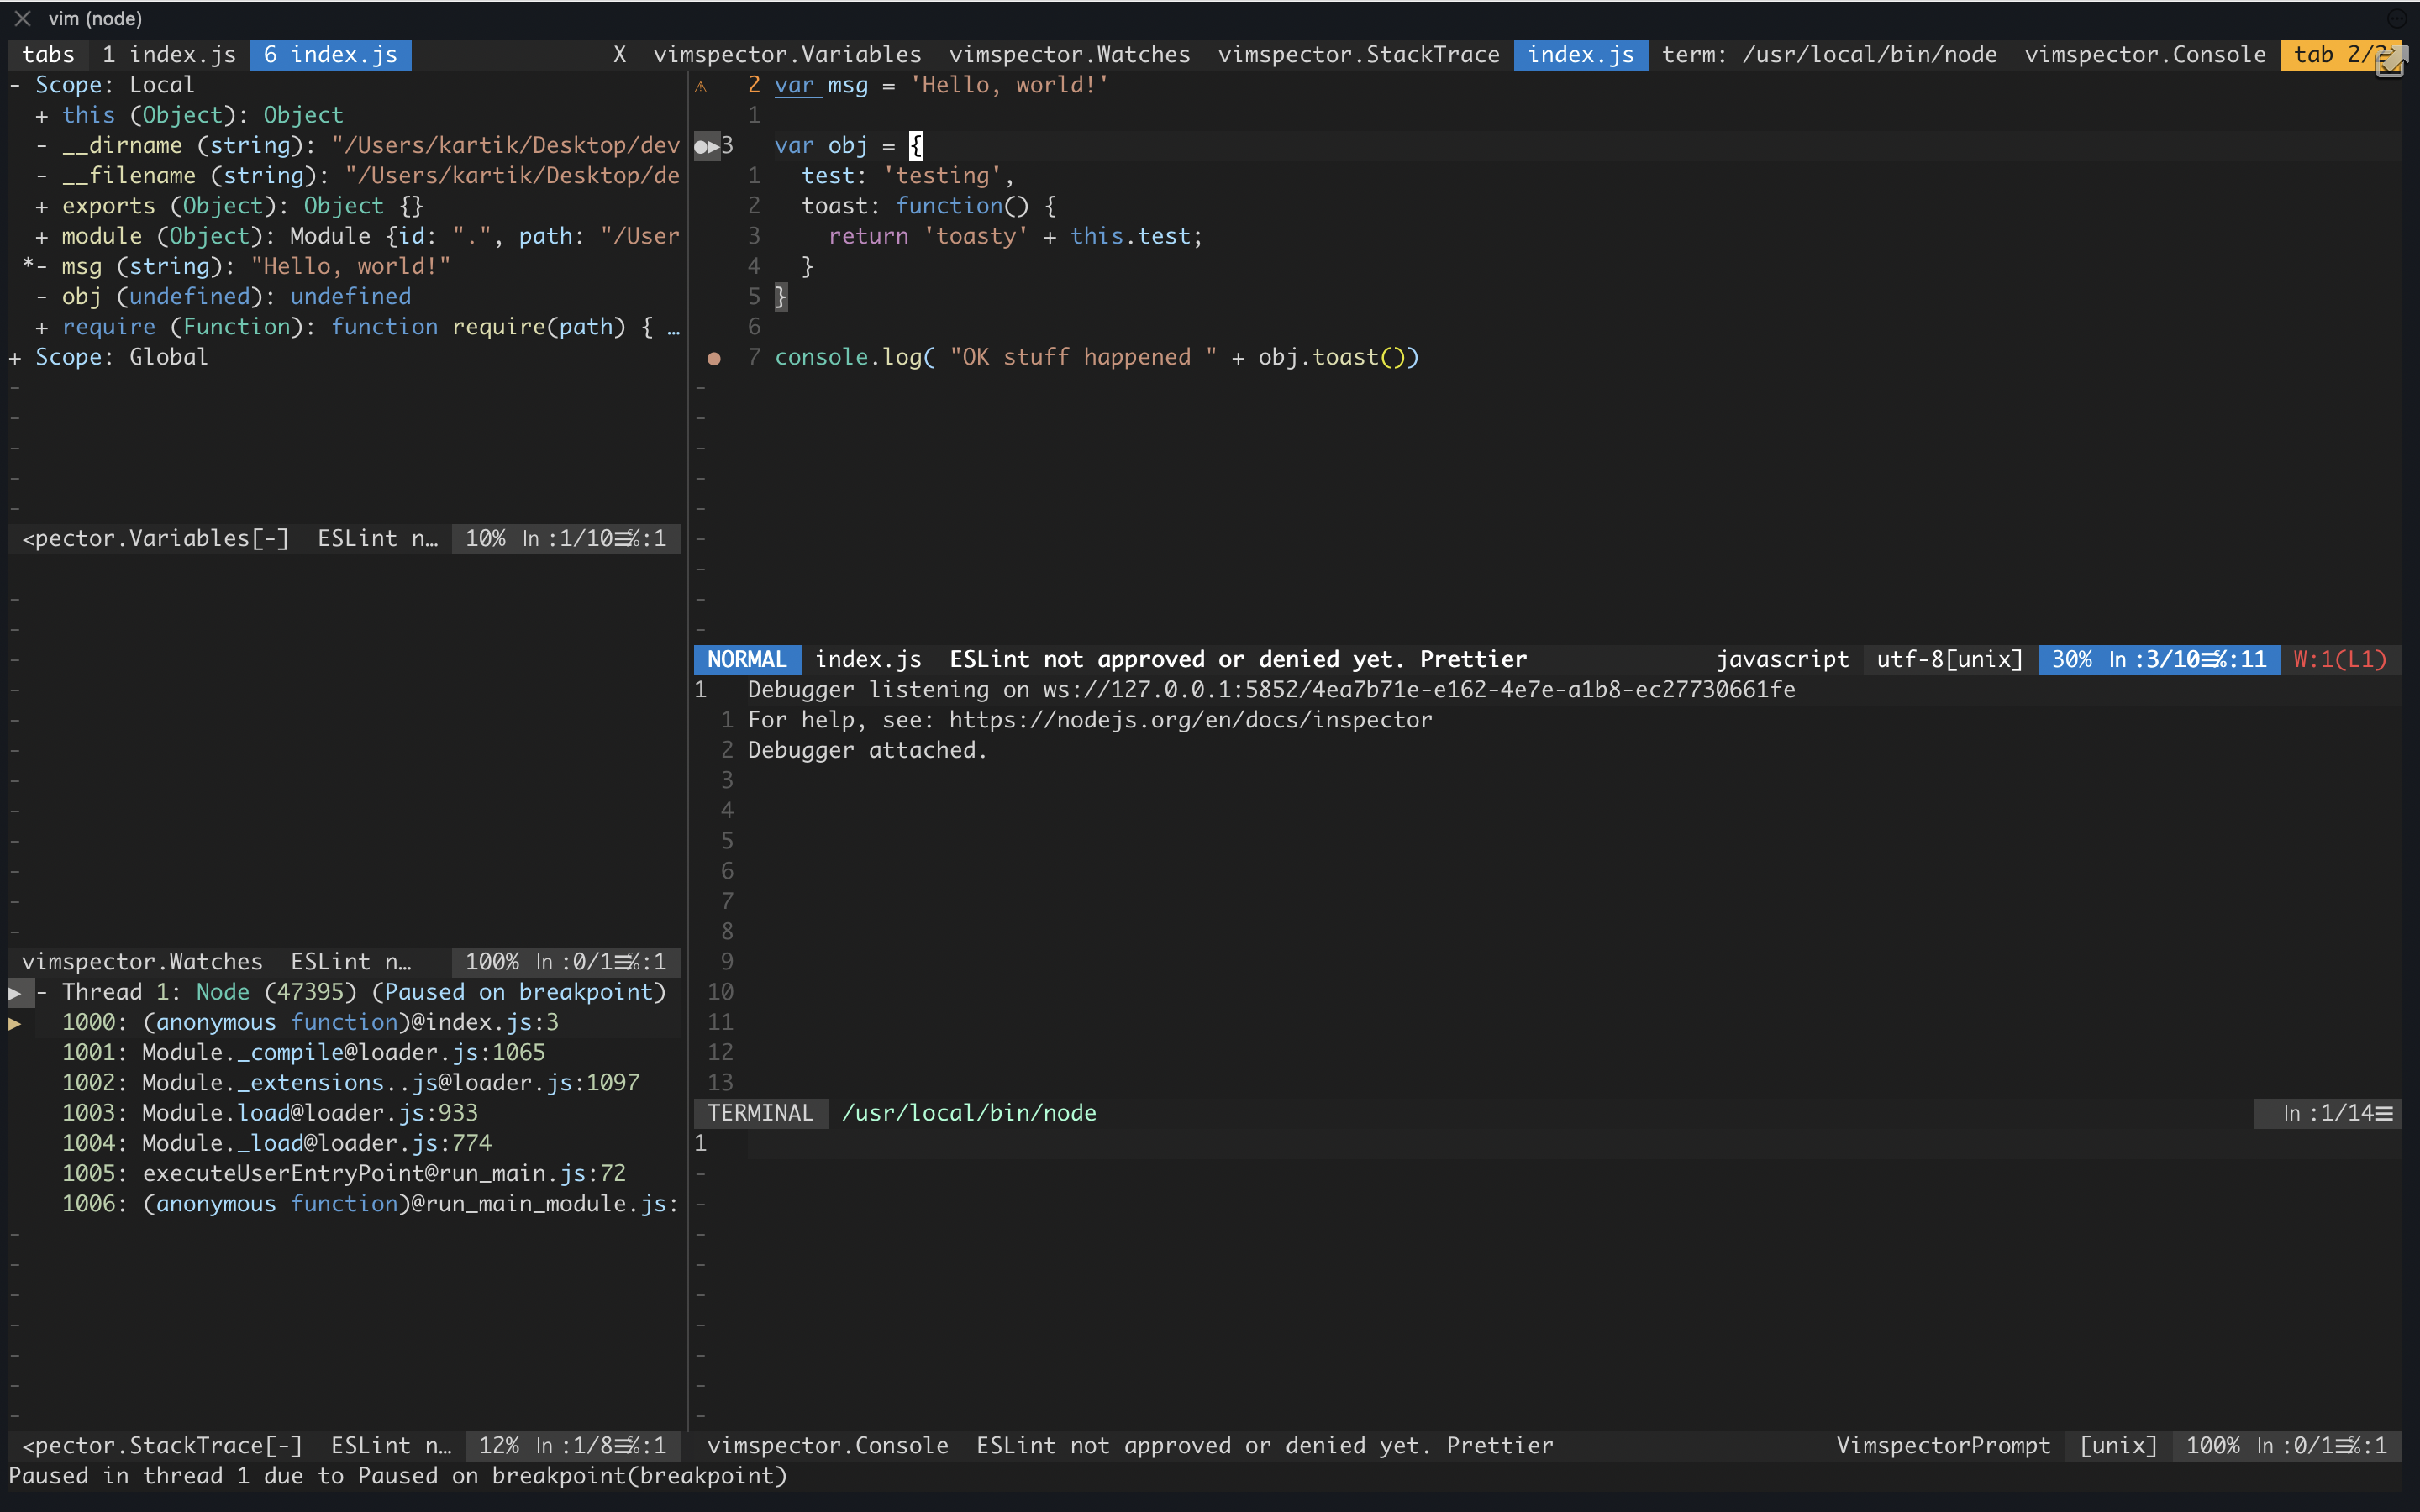 vim (node)
tabs 1 index.js 6 index.js X vimspector.Variables vimspector.Watches vimspector.StackTrace index.js term: /usr/local/bin/node vimspector.Console tab 2/
- Scope: Local
+ this (Object): Object
- __dirname (string): "/Users/kartik/Desktop/dev
- __filename (string): "/Users/kartik/Desktop/de
+ exports (Object): Object {}
+ module (Object): Module {id: ".", path: "/User
*- msg (string): "Hello, world!"
- obj (undefined): undefined
+ require (Function): function require(path) { …
+ Scope: Global
<pector.Variables[-] ESLint n… 10% ln :1/10≡℅:1
vimspector.Watches ESLint n… 100% ln :0/1≡℅:1
▶ - Thread 1: Node (47395) (Paused on breakpoint)
▶ 1000: (anonymous function)@index.js:3
1001: Module._compile@loader.js:1065
1002: Module._extensions..js@loader.js:1097
1003: Module.load@loader.js:933
1004: Module._load@loader.js:774
1005: executeUserEntryPoint@run_main.js:72
1006: (anonymous function)@run_main_module.js:
<pector.StackTrace[-] ESLint n… 12% ln :1/8≡℅:1
⚠ 2 var msg = 'Hello, world!'
1
●▶3 var obj = {
1 test: 'testing',
2 toast: function() {
3 return 'toasty' + this.test;
4 }
5 }
6
● 7 console.log( "OK stuff happened " + obj.toast())
NORMAL index.js ESLint not approved or denied yet. Prettier javascript utf-8[unix] 30% ln :3/10≡℅:11 W:1(L1)
1 Debugger listening on ws://127.0.0.1:5852/4ea7b71e-e162-4e7e-a1b8-ec27730661fe
1 For help, see: https://nodejs.org/en/docs/inspector
2 Debugger attached.
3
4
5
6
7
8
9
10
11
12
13
TERMINAL /usr/local/bin/node ln :1/14≡
1
vimspector.Console ESLint not approved or denied yet. Prettier VimspectorPrompt [unix] 100% ln :0/1≡℅:1
Paused in thread 1 due to Paused on breakpoint(breakpoint)